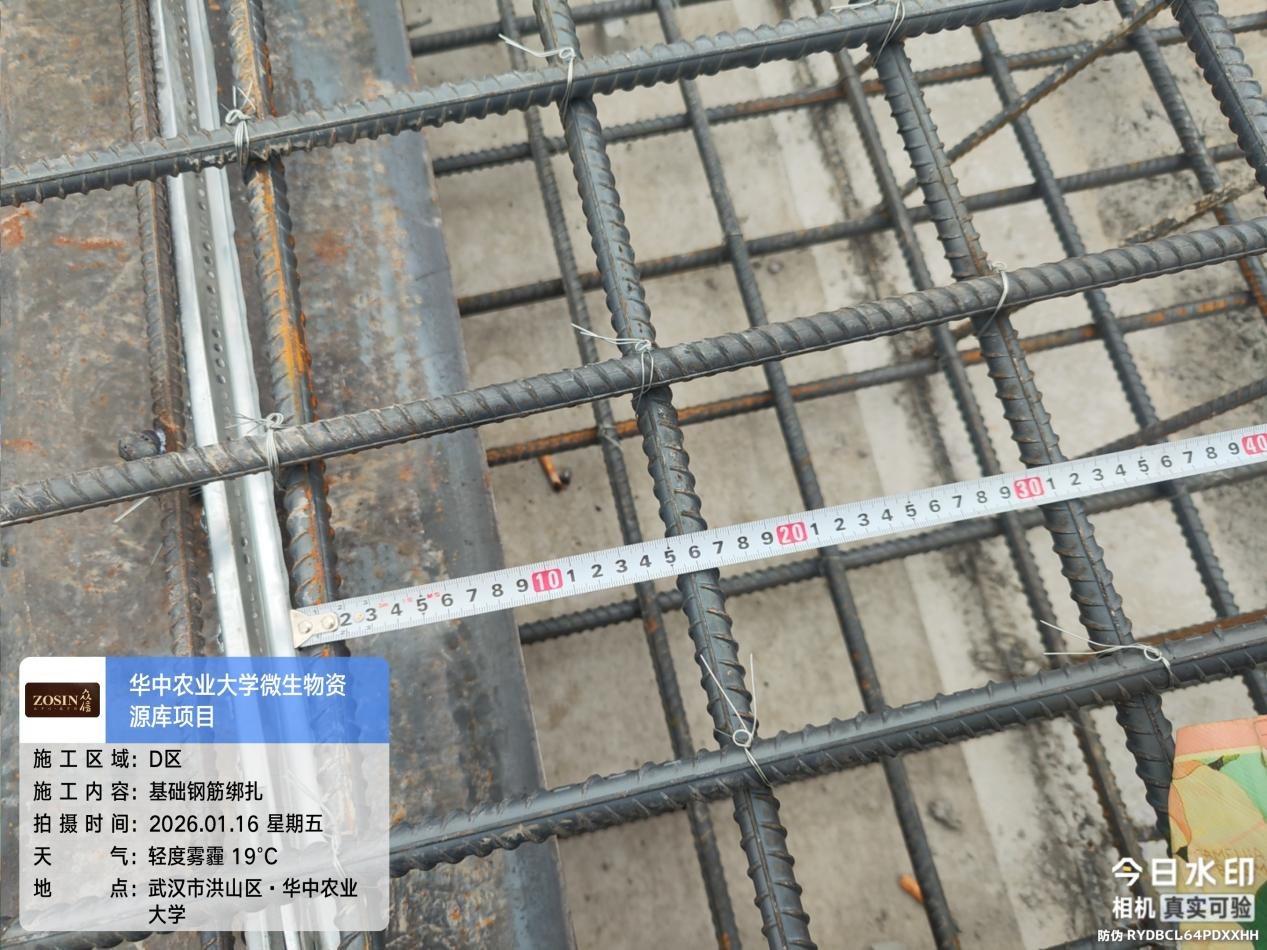 2 3 4 5 6 7 8 9 10 1 2 3 4 5 6 7 8 9 20 1 2 3 4 5 6 7 8 9 30 1 2 3 4 5 6 7 8 9 40
ZOSIN 众信
华中农业大学微生物资
源库项目
施工区域：D区
施工内容：基础钢筋绑扎
拍摄时间：2026.01.16 星期五
天气：轻度雾霾 19°C
地点：武汉市洪山区·华中农业
大学
今日水印
相机 真实可验
防伪 RYDBCL64PDXXHH